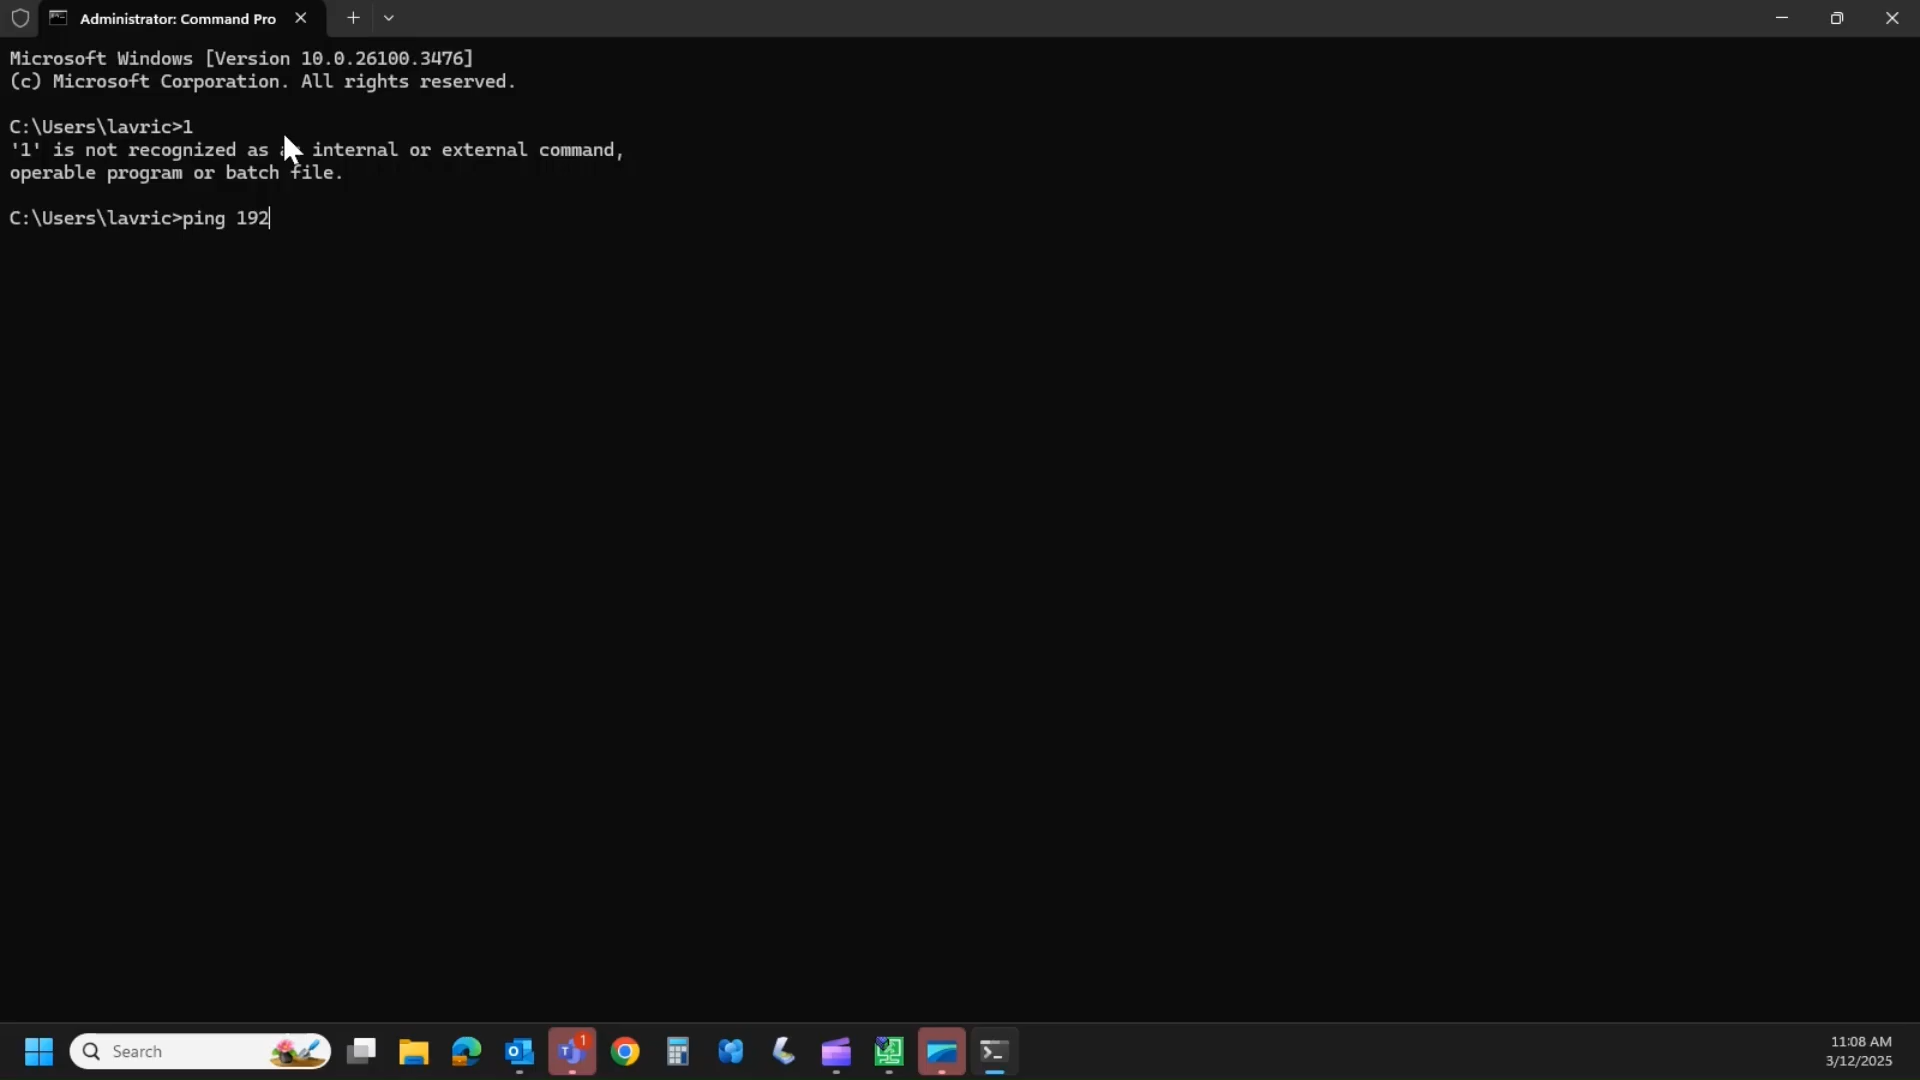 Administrator: Command Pro
Microsoft Windows [Version 10.0.26100.3476]
(c) Microsoft Corporation. All rights reserved.
C:\Users\lavric>1
'1' is not recognized as internal or external command,
operable program or batch file.
C:\Users\lavric>ping 192
Search
1
11:08 AM
3/12/2025